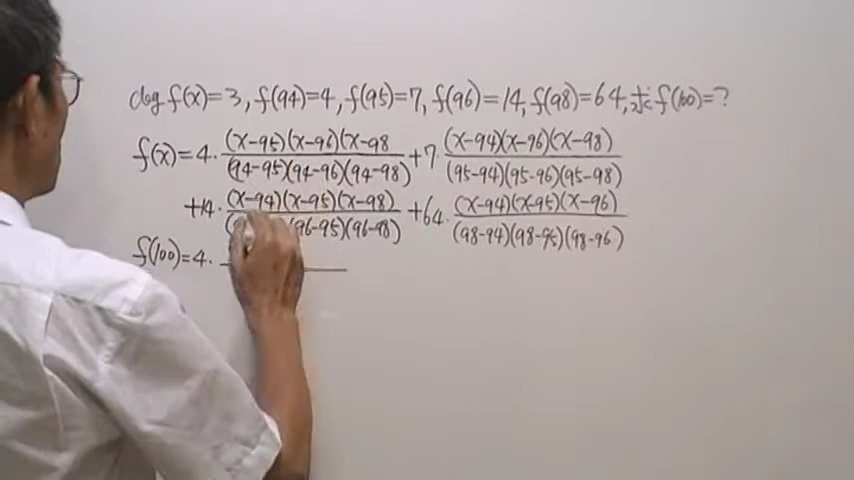 deg f(x)=3, f(94)=4, f(95)=7, f(96)=14, f(98)=64, 求 f(100)=?
f(x)=4·(x-95)(x-96)(x-98/(94-95)(94-96)(94-98)+7·(x-94)(x-96)(x-98)/(95-94)(95-96)(95-98)
+14·(x-94)(x-95)(x-98)/(96-95)(96-98)+64·(x-94)(x-95)(x-96)/(98-94)(98-95)(98-96)
f(100)=4·